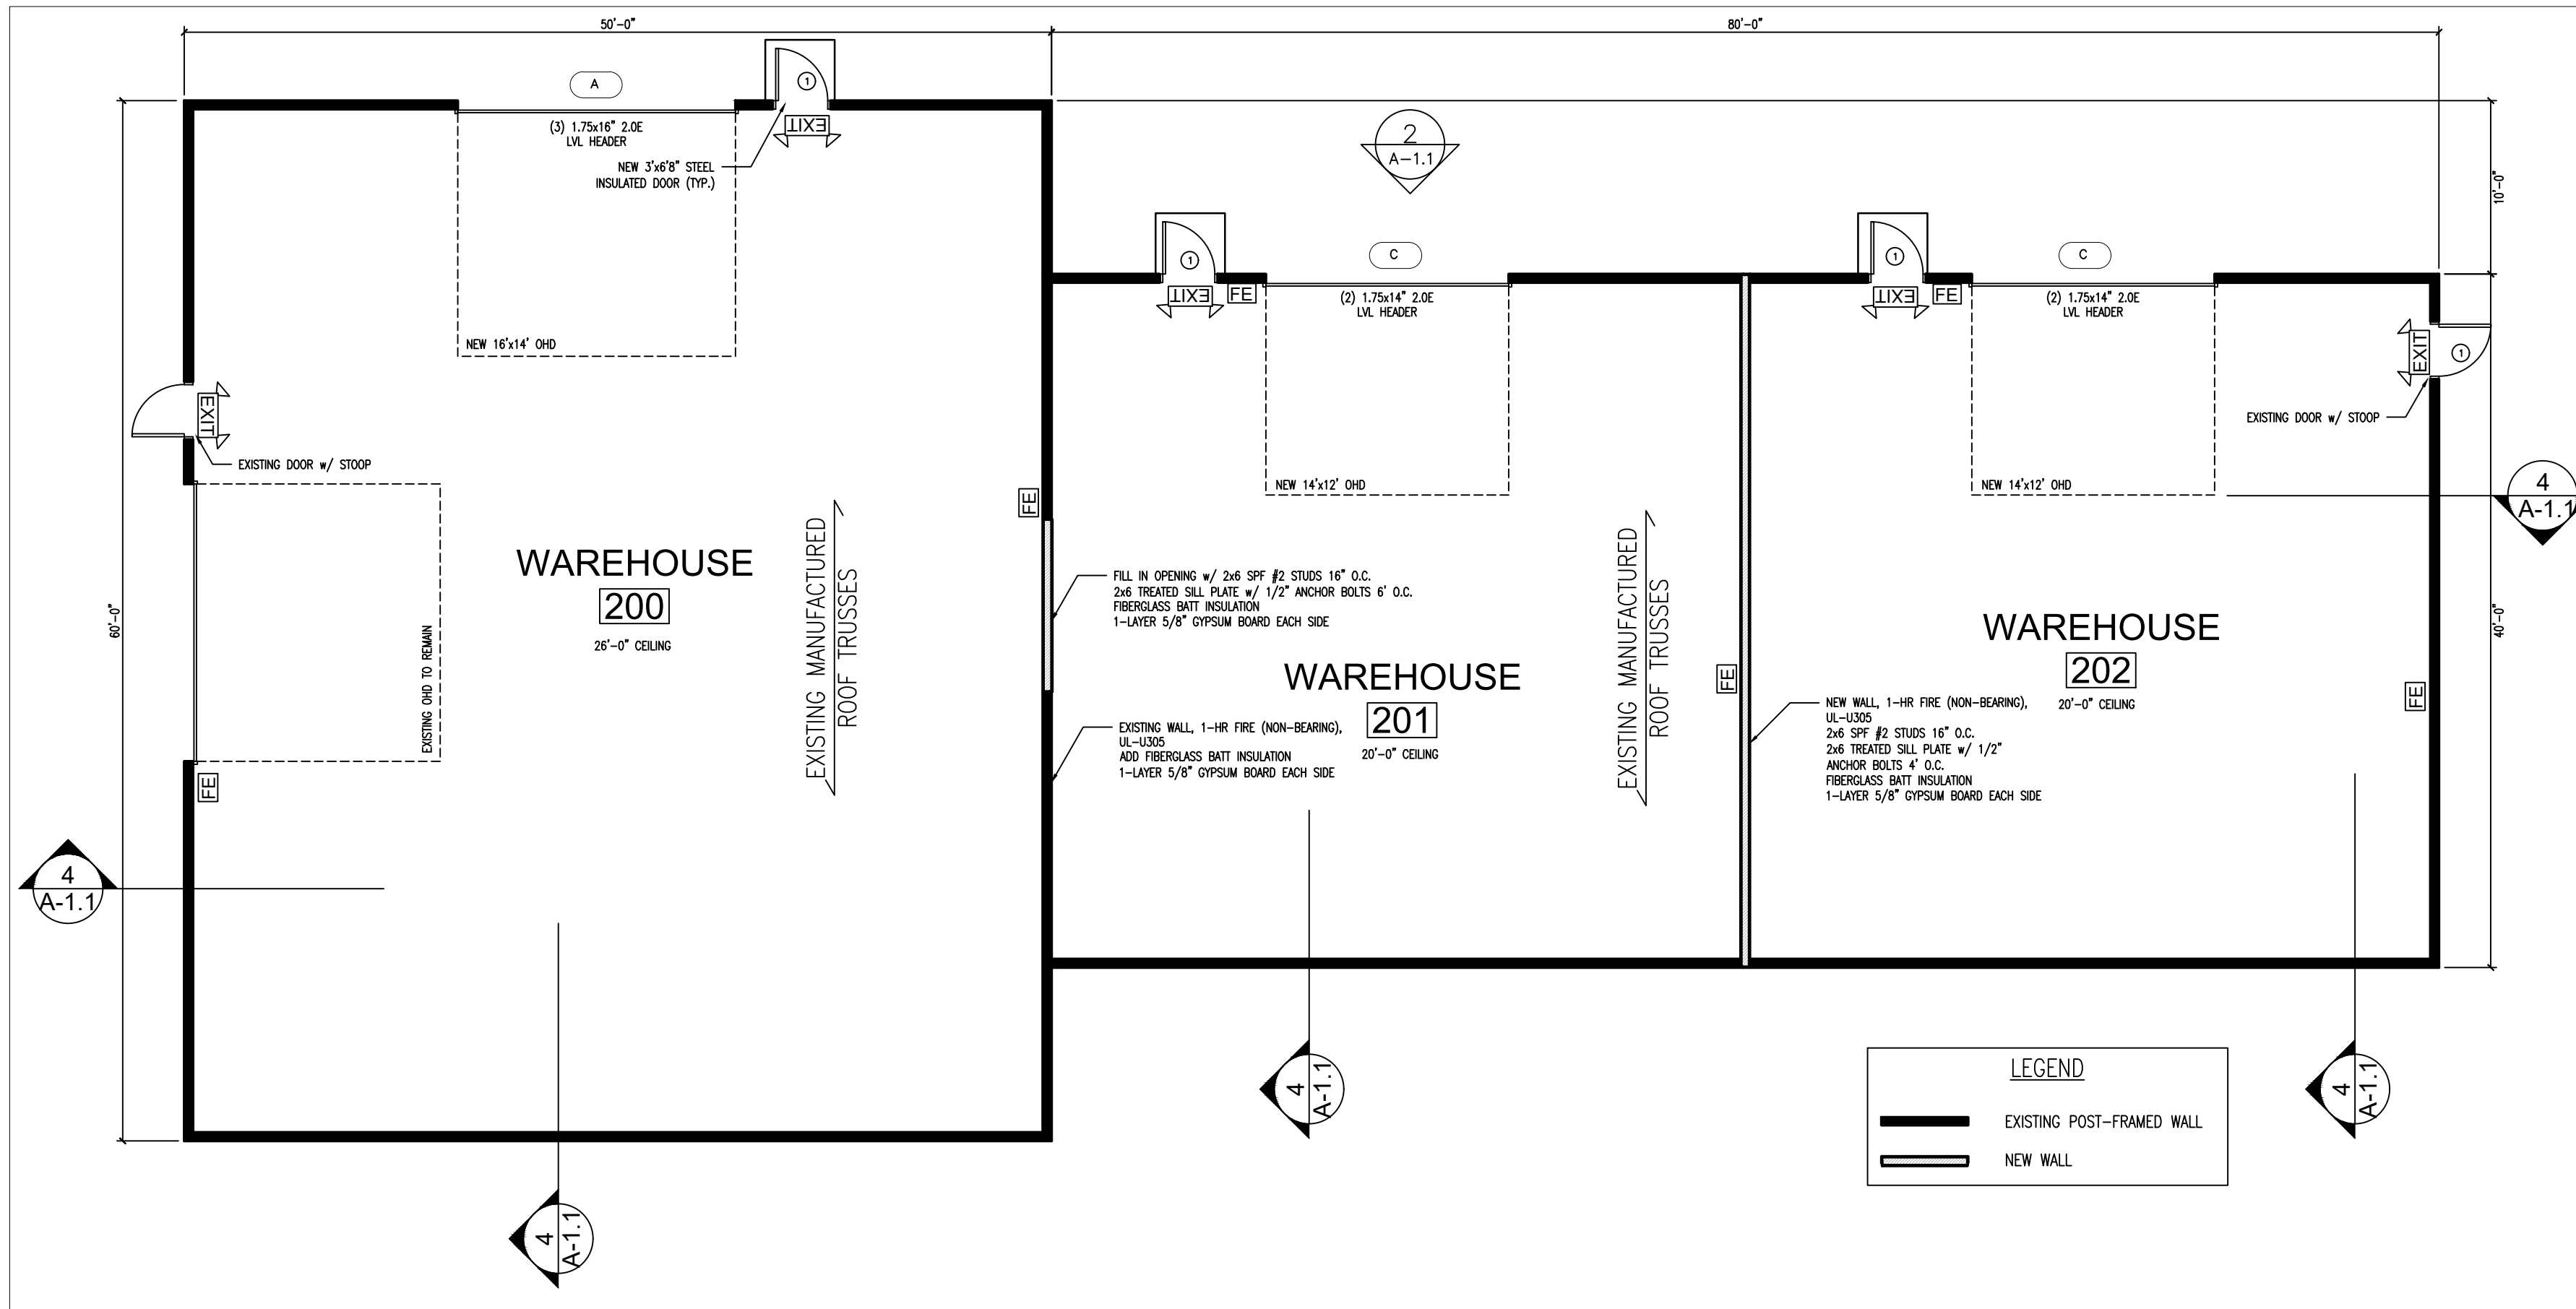 50'-0"
80'-0"
A
1
EXIT
(3) 1.75x16" 2.0E
LVL HEADER
NEW 3'x6'8" STEEL
INSULATED DOOR (TYP.)
NEW 16'x14' OHD
2
A-1.1
10'-0"
1
EXIT
FE
C
(2) 1.75x14" 2.0E
LVL HEADER
NEW 14'x12' OHD
1
EXIT
FE
C
(2) 1.75x14" 2.0E
LVL HEADER
NEW 14'x12' OHD
EXIT
1
EXISTING DOOR w/ STOOP
4
A-1.1
EXIT
EXISTING DOOR w/ STOOP
60'-0"
EXISTING OHD TO REMAIN
FE
WAREHOUSE
200
26'-0" CEILING
EXISTING MANUFACTURED
ROOF TRUSSES
FE
FILL IN OPENING w/ 2x6 SPF #2 STUDS 16" O.C.
2x6 TREATED SILL PLATE w/ 1/2" ANCHOR BOLTS 6' O.C.
FIBERGLASS BATT INSULATION
1-LAYER 5/8" GYPSUM BOARD EACH SIDE
EXISTING WALL, 1-HR FIRE (NON-BEARING),
UL-U305
ADD FIBERGLASS BATT INSULATION
1-LAYER 5/8" GYPSUM BOARD EACH SIDE
WAREHOUSE
201
20'-0" CEILING
EXISTING MANUFACTURED
ROOF TRUSSES
FE
NEW WALL, 1-HR FIRE (NON-BEARING),
UL-U305
2x6 SPF #2 STUDS 16" O.C.
2x6 TREATED SILL PLATE w/ 1/2"
ANCHOR BOLTS 4' O.C.
FIBERGLASS BATT INSULATION
1-LAYER 5/8" GYPSUM BOARD EACH SIDE
WAREHOUSE
202
20'-0" CEILING
FE
40'-0"
4
A-1.1
4
A-1.1
4
A-1.1
4
A-1.1
LEGEND
EXISTING POST-FRAMED WALL
NEW WALL